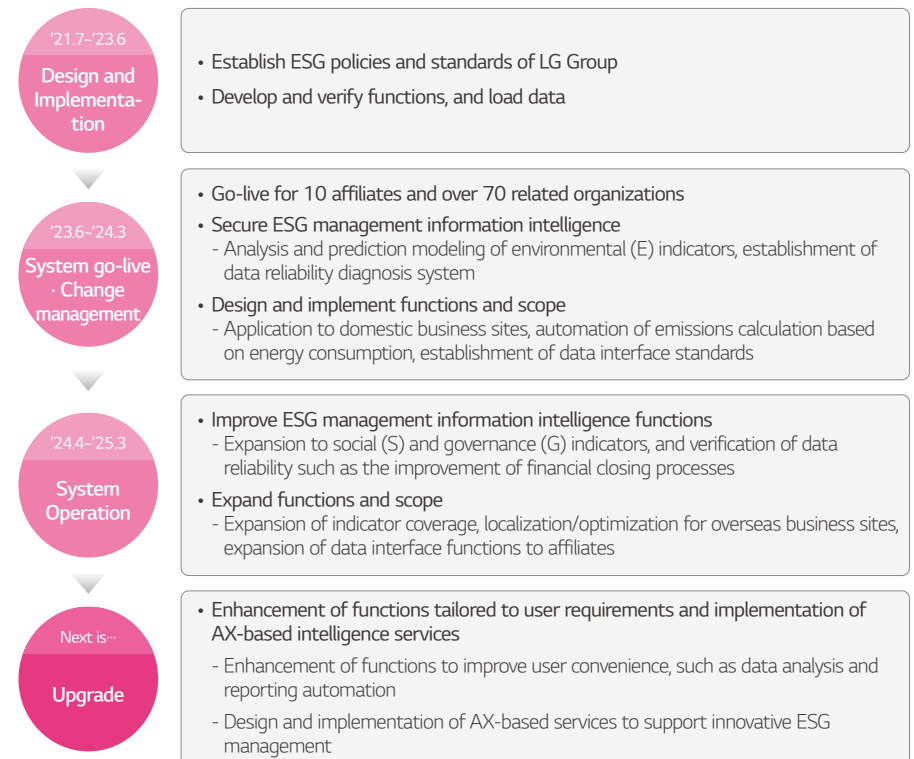 '21.7~'23.6
Design and
Implementa-
tion
• Establish ESG policies and standards of LG Group
• Develop and verify functions, and load data
'23.6~'24.3
System go-live
· Change
management
• Go-live for 10 affiliates and over 70 related organizations
• Secure ESG management information intelligence
- Analysis and prediction modeling of environmental (E) indicators, establishment of
data reliability diagnosis system
• Design and implement functions and scope
- Application to domestic business sites, automation of emissions calculation based
on energy consumption, establishment of data interface standards
'24.4~'25.3
System
Operation
• Improve ESG management information intelligence functions
- Expansion to social (S) and governance (G) indicators, and verification of data
reliability such as the improvement of financial closing processes
• Expand functions and scope
- Expansion of indicator coverage, localization/optimization for overseas business sites,
expansion of data interface functions to affiliates
Next is···
Upgrade
• Enhancement of functions tailored to user requirements and implementation of
AX-based intelligence services
- Enhancement of functions to improve user convenience, such as data analysis and
reporting automation
- Design and implementation of AX-based services to support innovative ESG
management